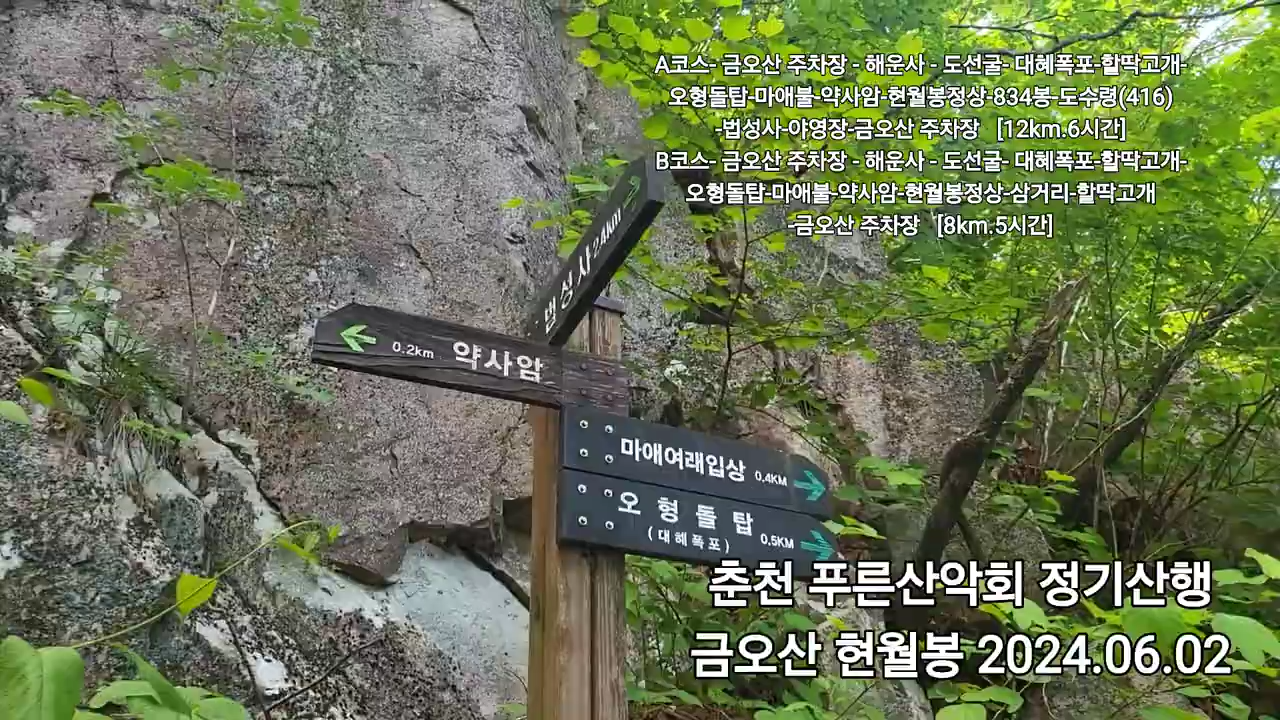 A코스- 금오산 주차장 - 해운사 - 도선굴- 대혜폭포-할딱고개-
오형돌탑-마애불-약사암-현월봉정상-834봉-도수령(416)
-법성사-야영장-금오산 주차장 [12km.6시간]
B코스- 금오산 주차장 - 해운사 - 도선굴- 대혜폭포-할딱고개-
오형돌탑-마애불-약사암-현월봉정상-삼거리-할딱고개
-금오산 주차장 [8km.5시간]
법성사 2.4km
0.2km 약사암
마애여래입상 0.4KM
오형돌탑 0.5KM
(대혜폭포)
춘천 푸른산악회 정기산행
금오산 현월봉 2024.06.02